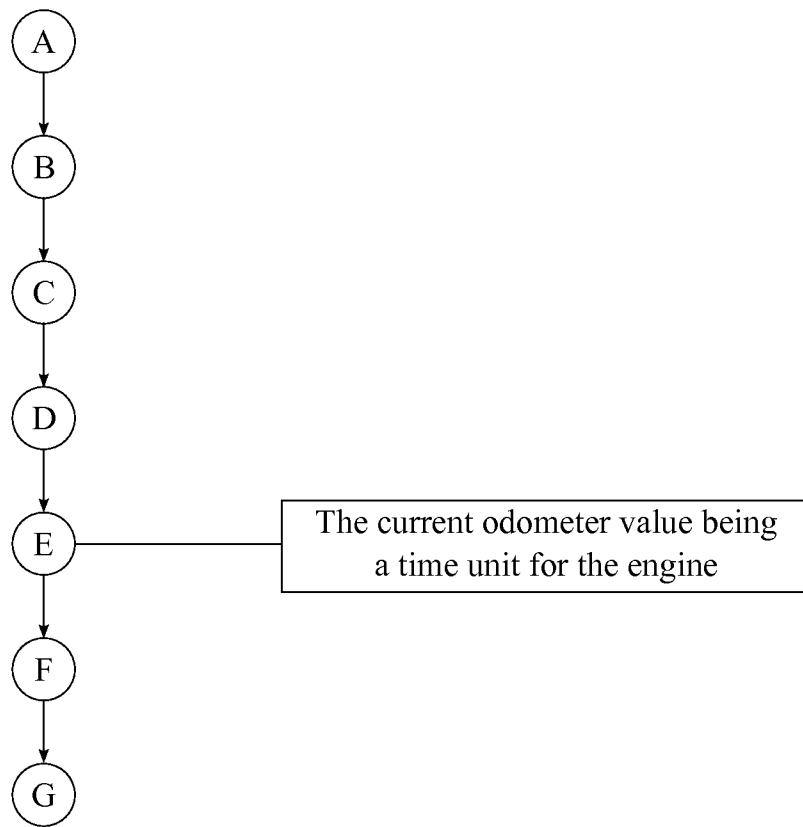 A
B
C
D
E
The current odometer value being
a time unit for the engine
F
G